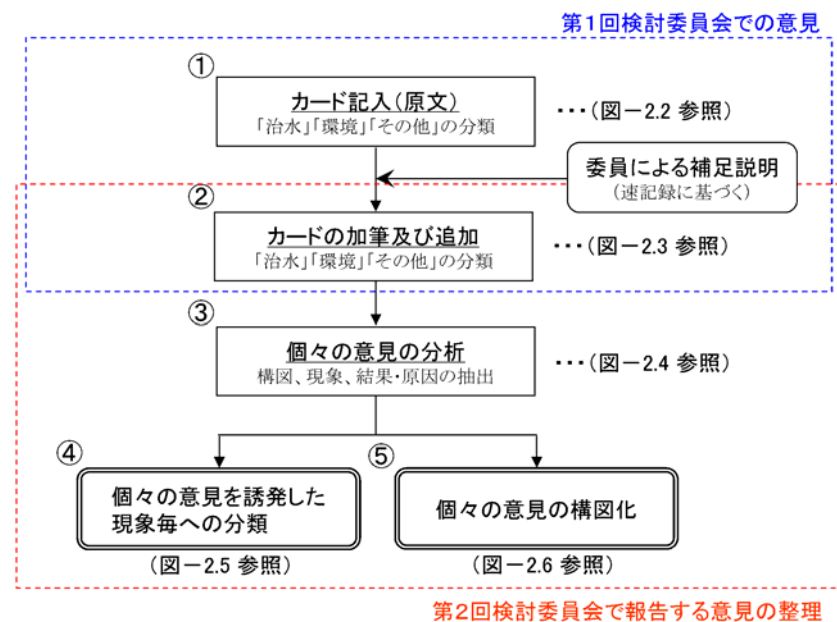 第1回検討委員会での意見
①
カード記入(原文)
「治水」「環境」「その他」の分類
・・・(図－2.2 参照)
委員による補足説明
(速記録に基づく)
②
カードの加筆及び追加
「治水」「環境」「その他」の分類
・・・(図－2.3 参照)
③
個々の意見の分析
構図、現象、結果・原因の抽出
・・・(図－2.4 参照)
④
個々の意見を誘発した
現象毎への分類
(図－2.5 参照)
⑤
個々の意見の構図化
(図－2.6 参照)
第2回検討委員会で報告する意見の整理